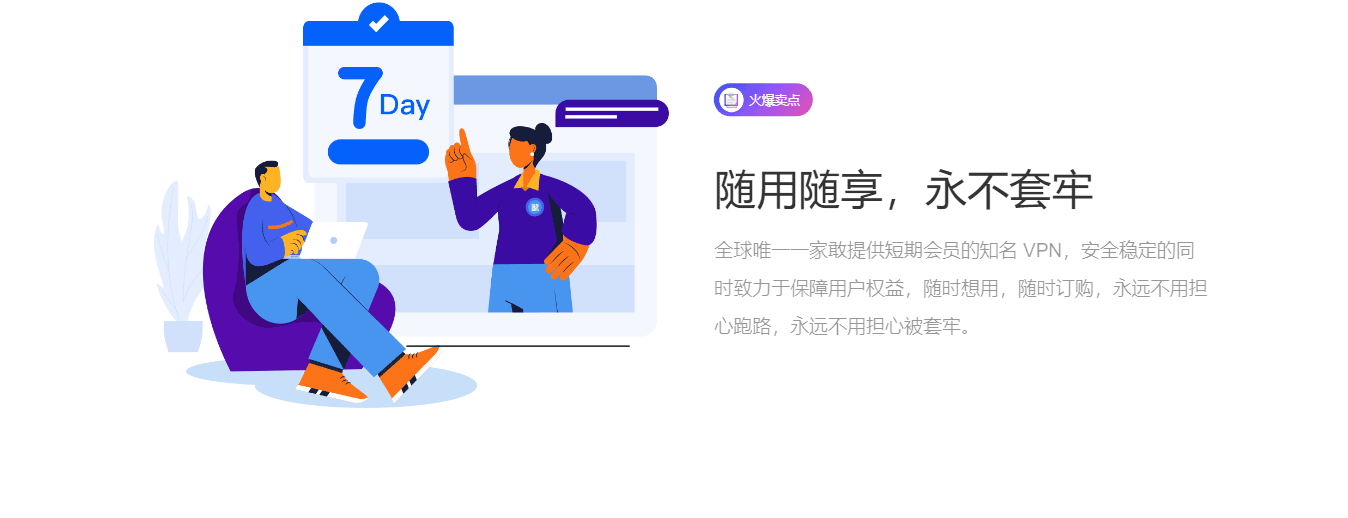 7 Day
火爆卖点
随用随享，永不套牢
全球唯一一家敢提供短期会员的知名 VPN，安全稳定的同
时致力于保障用户权益，随时想用，随时订购，永远不用担
心跑路，永远不用担心被套牢。